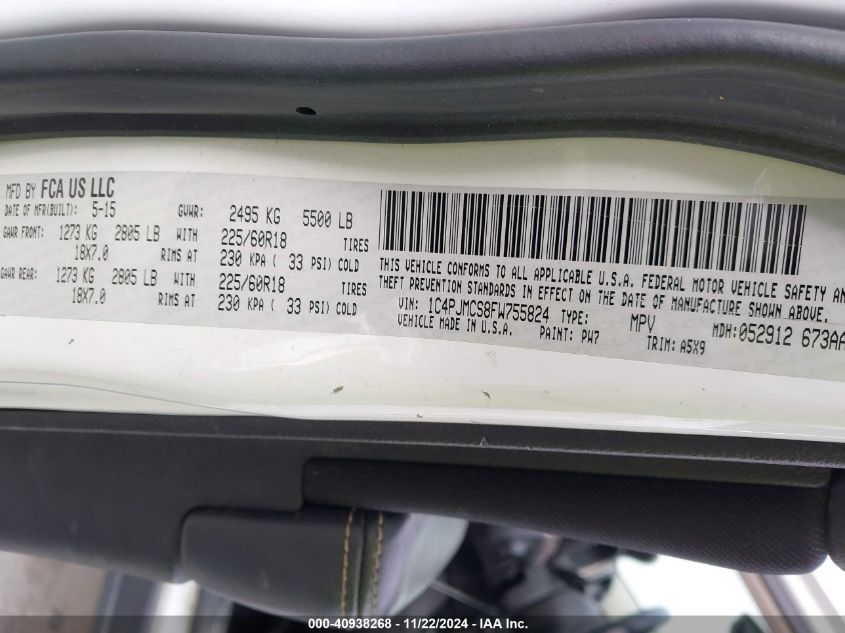 MFD BY FCA US LLC
DATE OF MFR(BUILT): 5-15 GVWR: 2495 KG 5500 LB
GAWR FRONT: 1273 KG 2805 LB WITH 225/60R18 TIRES
18X7.0 RIMS AT 230 KPA ( 33 PSI) COLD
GAWR REAR: 1273 KG 2805 LB WITH 225/60R18 TIRES
18X7.0 RIMS AT 230 KPA ( 33 PSI) COLD
THIS VEHICLE CONFORMS TO ALL APPLICABLE U.S.A. FEDERAL MOTOR VEHICLE SAFETY AN
THEFT PREVENTION STANDARDS IN EFFECT ON THE DATE OF MANUFACTURE SHOWN ABOVE.
VIN: 1C4PJMCS8FW755824 TYPE: MPV MDH:052912 673AA
VEHICLE MADE IN U.S.A. PAINT: PW7 TRIM: A5X9
000-40938268 - 11/22/2024 - IAAI.com